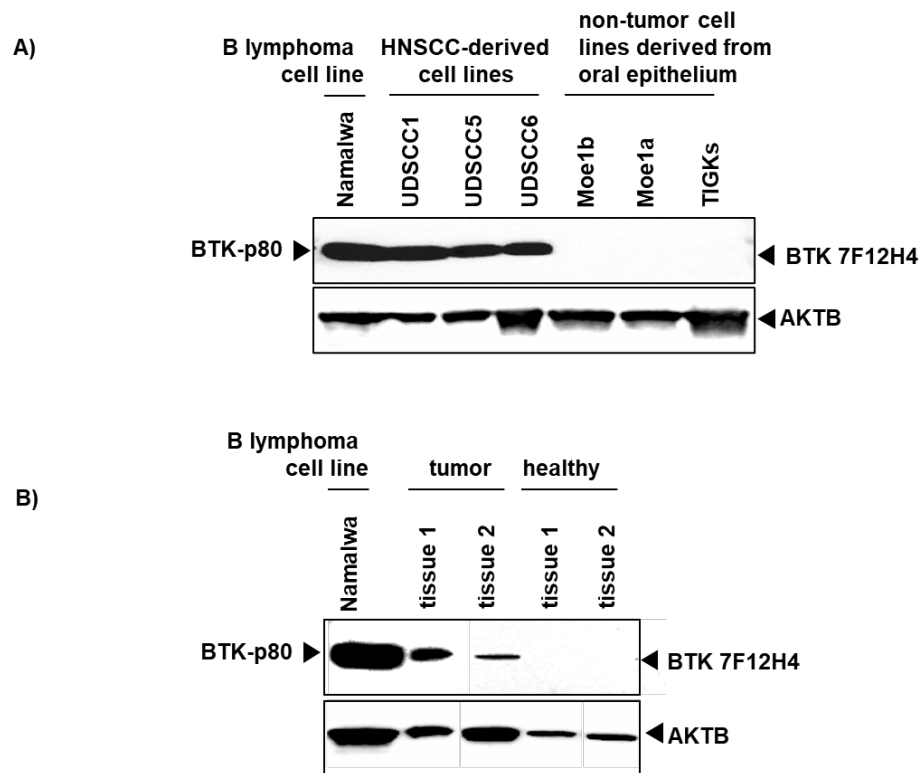 A)
B lymphoma
cell line
HNSCC-derived
cell lines
non-tumor cell
lines derived from
oral epithelium
Namalwa
UDSCC1
UDSCC5
UDSCC6
Moe1b
Moe1a
TIGKs
BTK-p80
BTK 7F12H4
AKTB
B)
B lymphoma
cell line
tumor
healthy
Namalwa
tissue 1
tissue 2
tissue 1
tissue 2
BTK-p80
BTK 7F12H4
AKTB